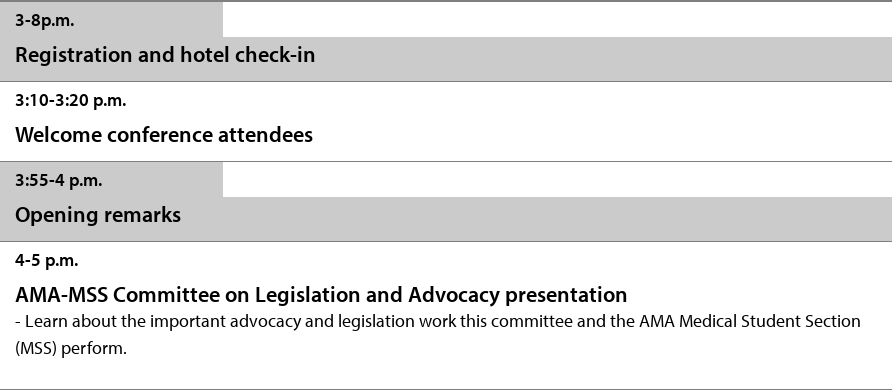 3-8p.m.
Registration and hotel check-in
3:10-3:20 p.m.
Welcome conference attendees
3:55-4 p.m.
Opening remarks
4-5 p.m.
AMA-MSS Committee on Legislation and Advocacy presentation
- Learn about the important advocacy and legislation work this committee and the AMA Medical Student Section
(MSS) perform.